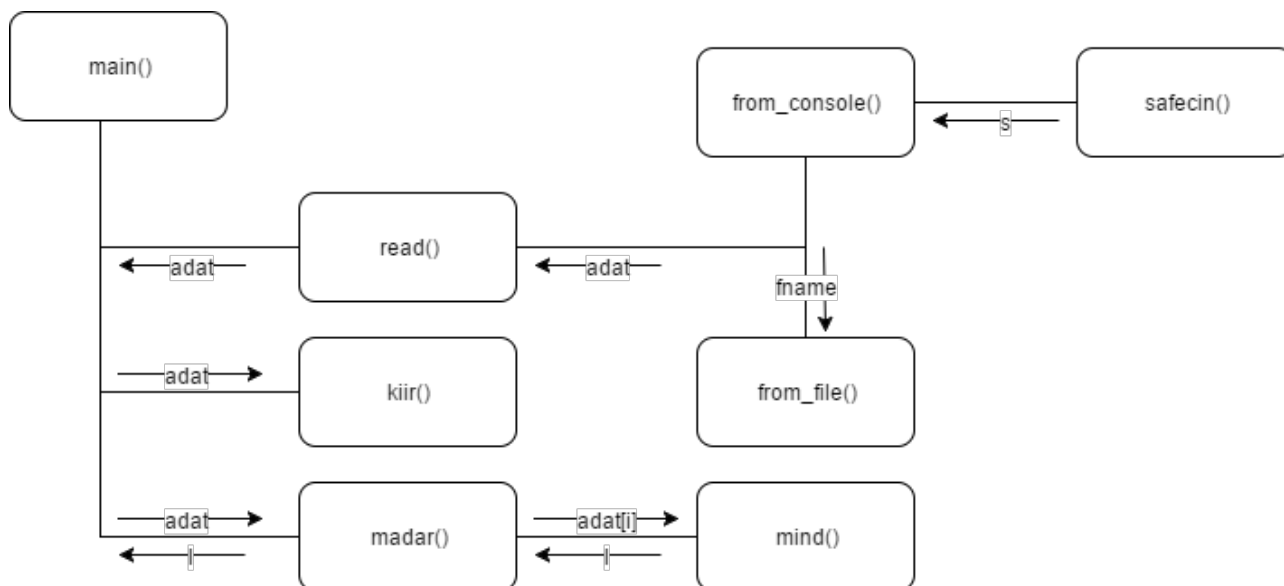 main()
from_console()
safecin()
s
read()
adat
adat
fname
adat
kiir()
from_file()
adat
l
madar()
adat[i]
l
mind()